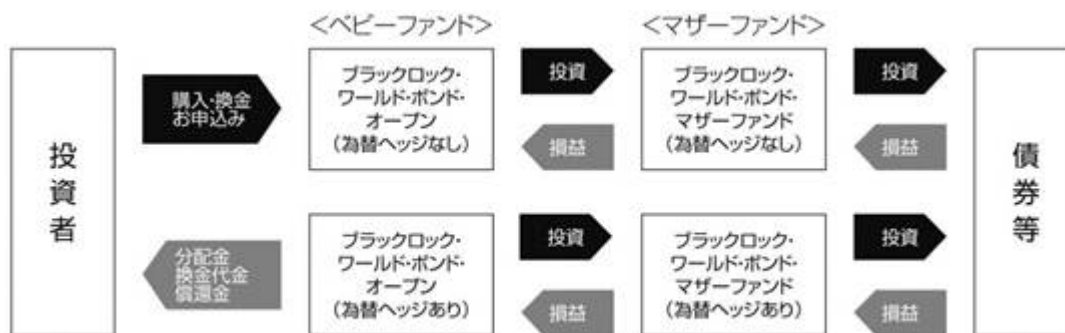 <ベビーファンド>
<マザーファンド>
投資者
購入・換金
お申込み
ブラックロック・
ワールド・ボンド・
オープン
(為替ヘッジなし)
投資
損益
ブラックロック・
ワールド・ボンド・
マザーファンド
(為替ヘッジなし)
投資
損益
債券等
分配金
換金代金
償還金
ブラックロック・
ワールド・ボンド・
オープン
(為替ヘッジあり)
投資
損益
ブラックロック・
ワールド・ボンド・
マザーファンド
(為替ヘッジあり)
投資
損益